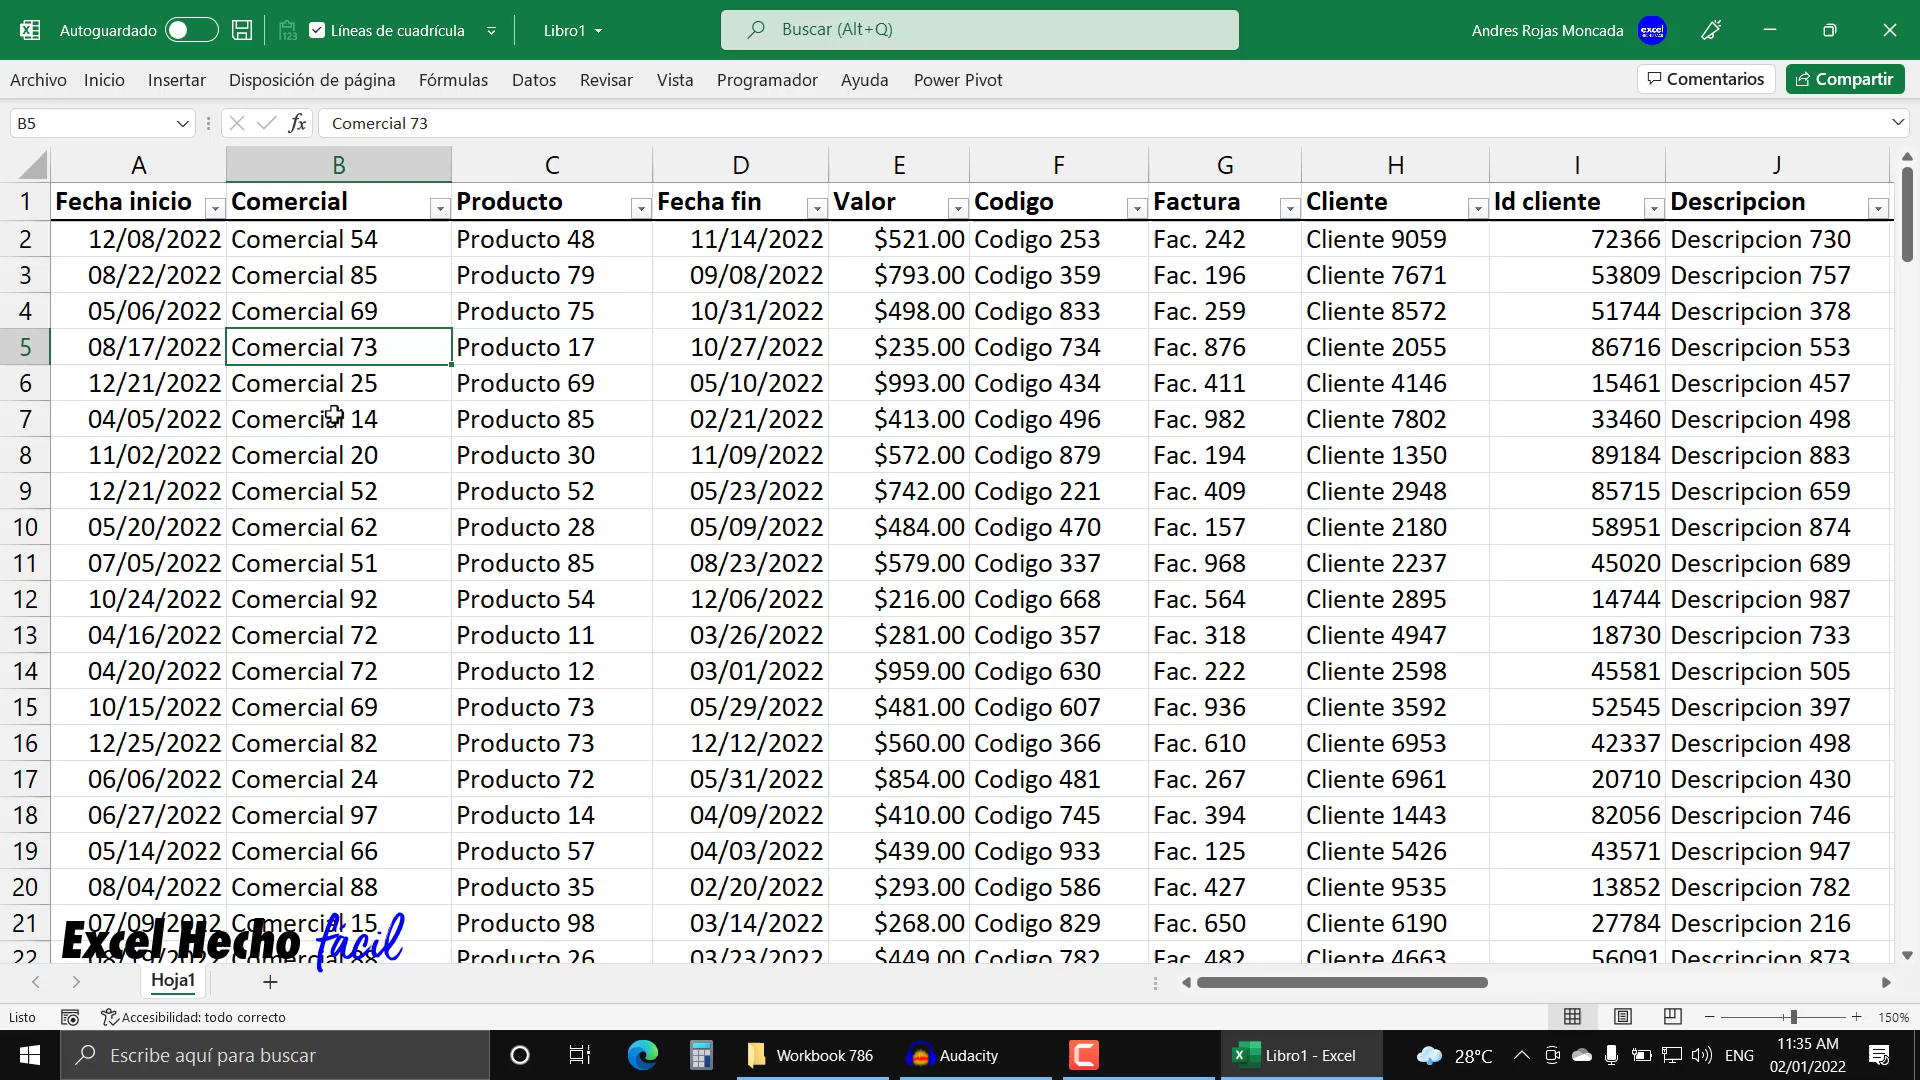 Autoguardado Líneas de cuadrícula Libro1 Buscar (Alt+Q) Andres Rojas Moncada
Archivo Inicio Insertar Disposición de página Fórmulas Datos Revisar Vista Programador Ayuda Power Pivot Comentarios Compartir
B5 fx Comercial 73
A B C D E F G H I J
1 Fecha inicio Comercial Producto Fecha fin Valor Codigo Factura Cliente Id cliente Descripcion
2 12/08/2022 Comercial 54 Producto 48 11/14/2022 $521.00 Codigo 253 Fac. 242 Cliente 9059 72366 Descripcion 730
3 08/22/2022 Comercial 85 Producto 79 09/08/2022 $793.00 Codigo 359 Fac. 196 Cliente 7671 53809 Descripcion 757
4 05/06/2022 Comercial 69 Producto 75 10/31/2022 $498.00 Codigo 833 Fac. 259 Cliente 8572 51744 Descripcion 378
5 08/17/2022 Comercial 73 Producto 17 10/27/2022 $235.00 Codigo 734 Fac. 876 Cliente 2055 86716 Descripcion 553
6 12/21/2022 Comercial 25 Producto 69 05/10/2022 $993.00 Codigo 434 Fac. 411 Cliente 4146 15461 Descripcion 457
7 04/05/2022 Comercial 14 Producto 85 02/21/2022 $413.00 Codigo 496 Fac. 982 Cliente 7802 33460 Descripcion 498
8 11/02/2022 Comercial 20 Producto 30 11/09/2022 $572.00 Codigo 879 Fac. 194 Cliente 1350 89184 Descripcion 883
9 12/21/2022 Comercial 52 Producto 52 05/23/2022 $742.00 Codigo 221 Fac. 409 Cliente 2948 85715 Descripcion 659
10 05/20/2022 Comercial 62 Producto 28 05/09/2022 $484.00 Codigo 470 Fac. 157 Cliente 2180 58951 Descripcion 874
11 07/05/2022 Comercial 51 Producto 85 08/23/2022 $579.00 Codigo 337 Fac. 968 Cliente 2237 45020 Descripcion 689
12 10/24/2022 Comercial 92 Producto 54 12/06/2022 $216.00 Codigo 668 Fac. 564 Cliente 2895 14744 Descripcion 987
13 04/16/2022 Comercial 72 Producto 11 03/26/2022 $281.00 Codigo 357 Fac. 318 Cliente 4947 18730 Descripcion 733
14 04/20/2022 Comercial 72 Producto 12 03/01/2022 $959.00 Codigo 630 Fac. 222 Cliente 2598 45581 Descripcion 505
15 10/15/2022 Comercial 69 Producto 73 05/29/2022 $481.00 Codigo 607 Fac. 936 Cliente 3592 52545 Descripcion 397
16 12/25/2022 Comercial 82 Producto 73 12/12/2022 $560.00 Codigo 366 Fac. 610 Cliente 6953 42337 Descripcion 498
17 06/06/2022 Comercial 24 Producto 72 05/31/2022 $854.00 Codigo 481 Fac. 267 Cliente 6961 20710 Descripcion 430
18 06/27/2022 Comercial 97 Producto 14 04/09/2022 $410.00 Codigo 745 Fac. 394 Cliente 1443 82056 Descripcion 746
19 05/14/2022 Comercial 66 Producto 57 04/03/2022 $439.00 Codigo 933 Fac. 125 Cliente 5426 43571 Descripcion 947
20 08/04/2022 Comercial 88 Producto 35 02/20/2022 $293.00 Codigo 586 Fac. 427 Cliente 9535 13852 Descripcion 782
21 07/09/2022 Comercial 15 Producto 98 03/14/2022 $268.00 Codigo 829 Fac. 650 Cliente 6190 27784 Descripcion 216
Excel Hecho fácil
22 Comercial Producto 26 03/23/2022 $449.00 Codigo 782 Fac. 482 Cliente 4663 56091 Descripcion 873
Hoja1
Listo Accesibilidad: todo correcto 150%
Escribe aquí para buscar Workbook 786 Audacity Libro1 - Excel 28°C ENG 11:35 AM
02/01/2022